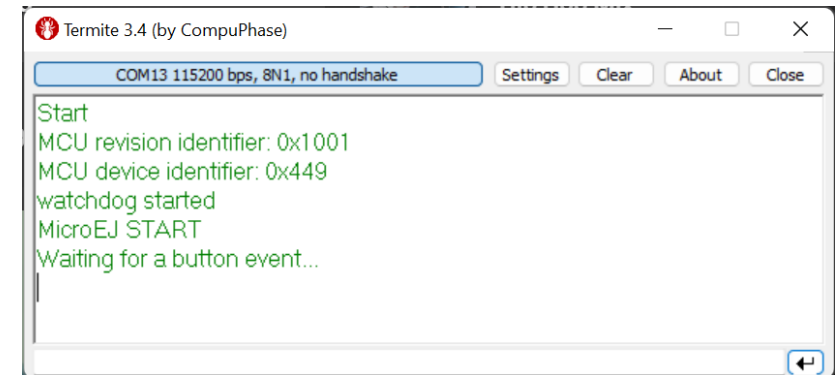 Termite 3.4 (by CompuPhase)
COM13 115200 bps, 8N1, no handshake Settings Clear About Close
Start
MCU revision identifier: 0x1001
MCU device identifier: 0x449
watchdog started
MicroEJ START
Waiting for a button event...